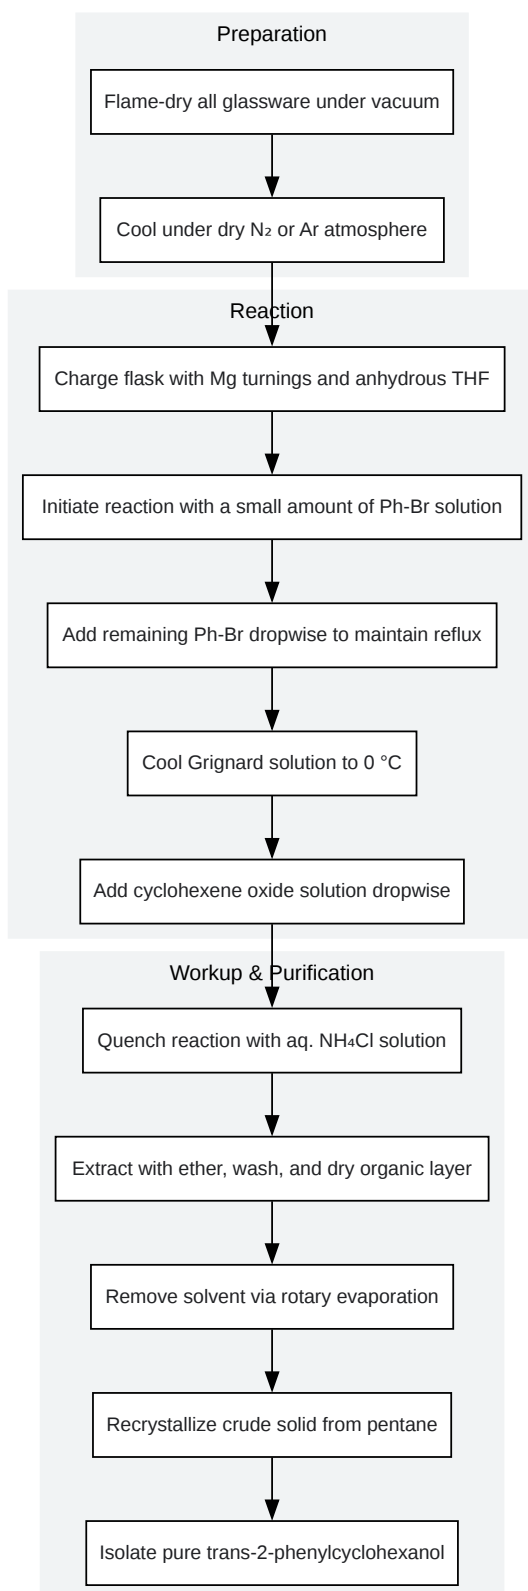 Preparation
Flame-dry all glassware under vacuum
Cool under dry N₂ or Ar atmosphere
Reaction
Charge flask with Mg turnings and anhydrous THF
Initiate reaction with a small amount of Ph-Br solution
Add remaining Ph-Br dropwise to maintain reflux
Cool Grignard solution to 0 °C
Add cyclohexene oxide solution dropwise
Workup & Purification
Quench reaction with aq. NH₄Cl solution
Extract with ether, wash, and dry organic layer
Remove solvent via rotary evaporation
Recrystallize crude solid from pentane
Isolate pure trans-2-phenylcyclohexanol